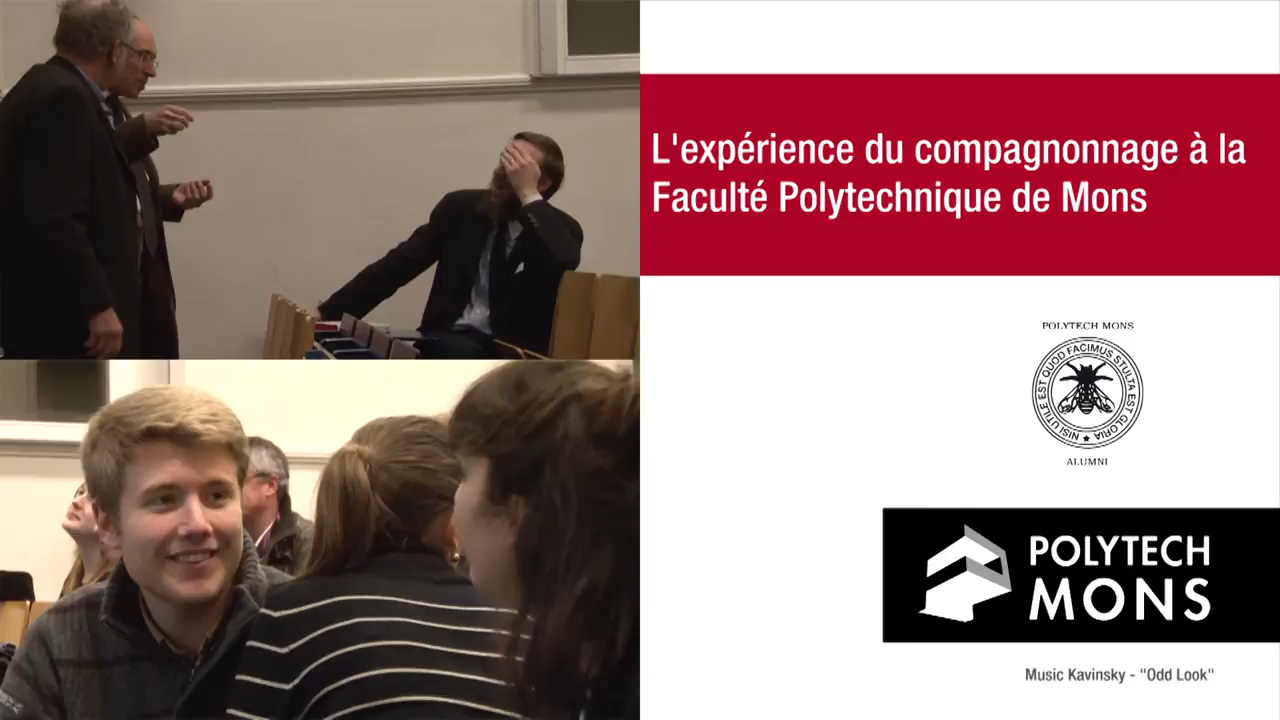 L'expérience du compagnonnage à la
Faculté Polytechnique de Mons
POLYTECH MONS
NISI UTILE EST QUOD FACIMUS STULTA EST GLORIA
ALUMNI
POLYTECH
MONS
Music Kavinsky - "Odd Look"